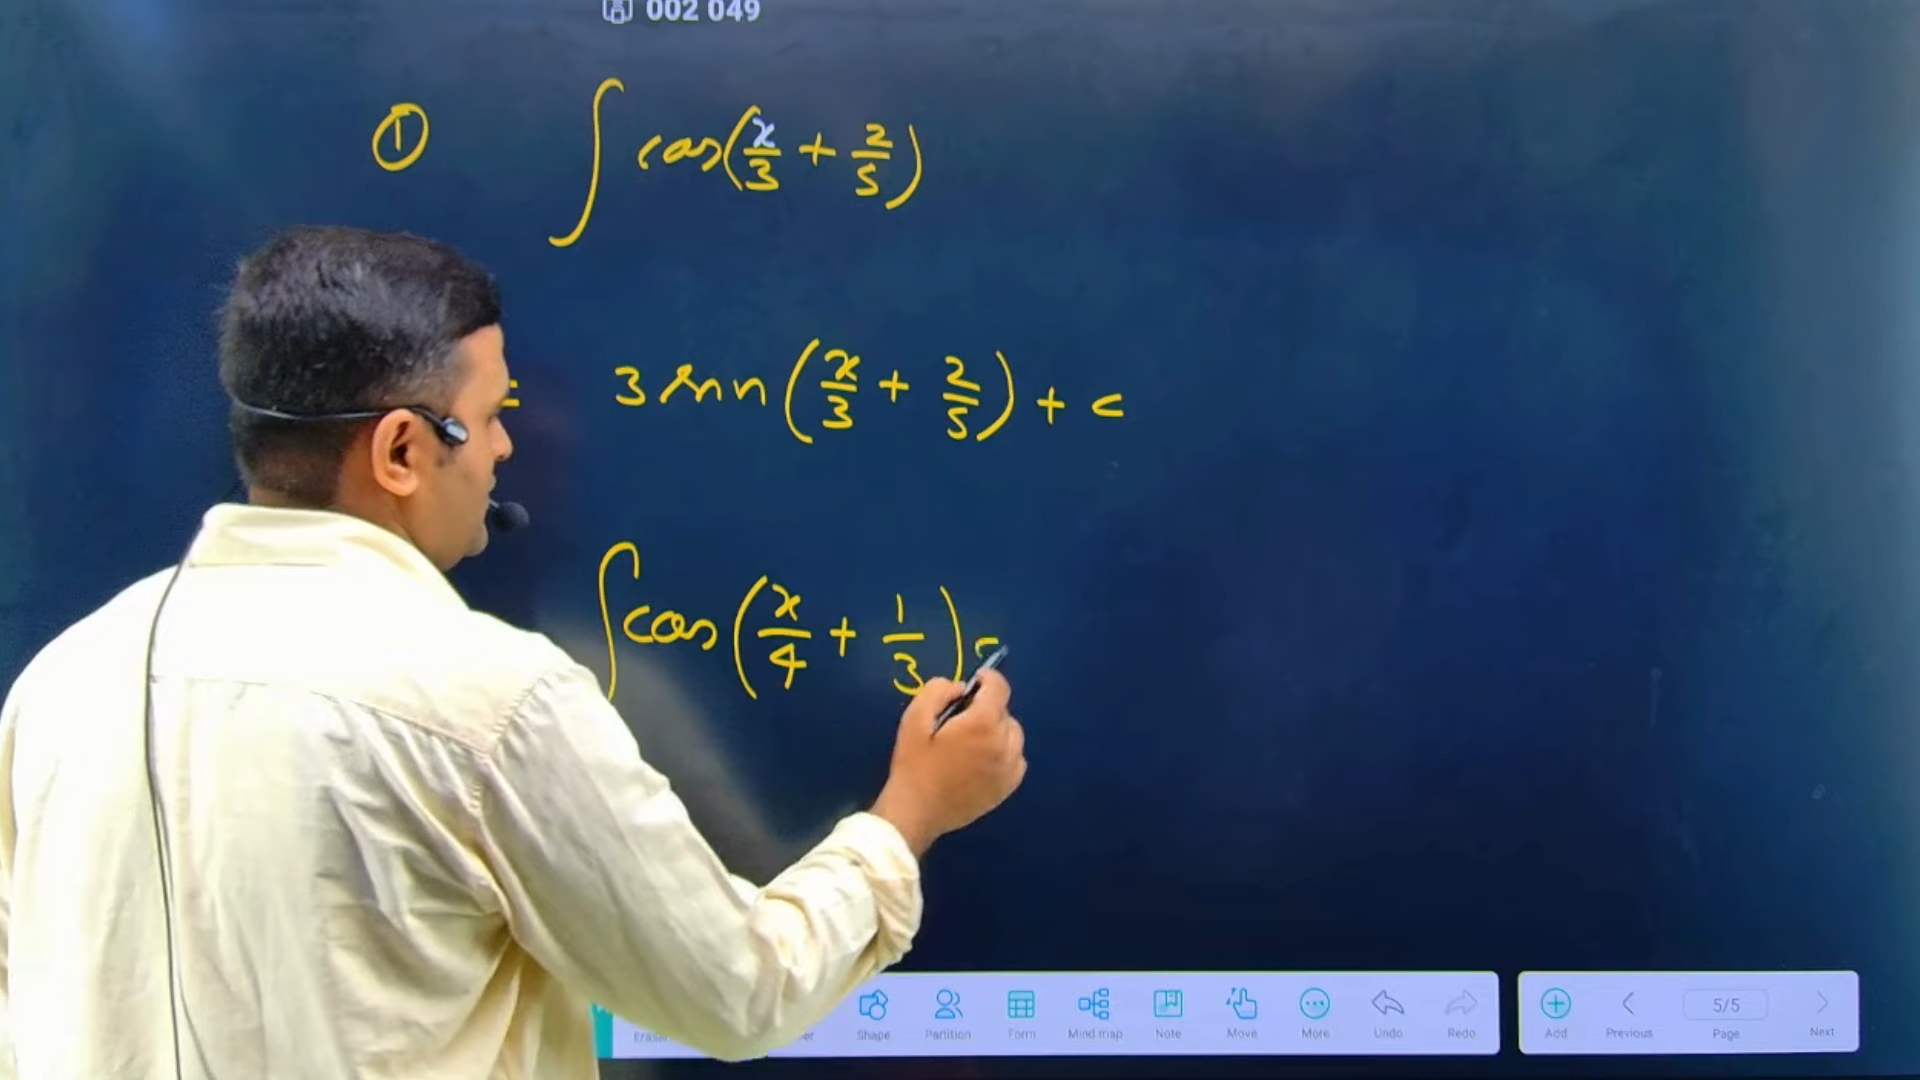 002 049
① ∫ cos(x/3 + 2/5)
= 3 sin(x/3 + 2/5) + c
∫ cos(x/4 + 1/3)
Shape Partition Form Mind map Note Move More Undo Redo Add Previous 5/5 Page Next